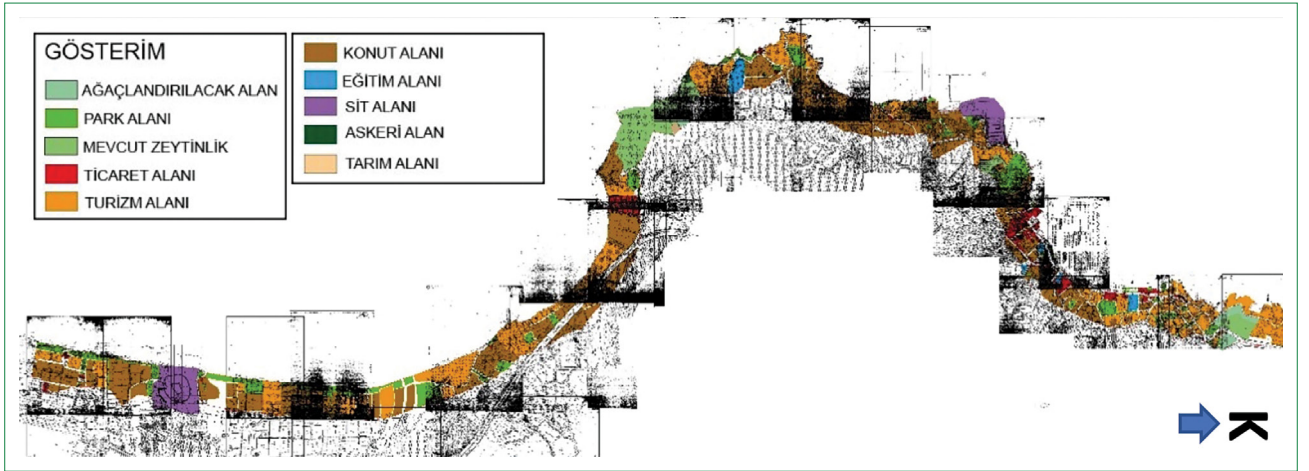 GÖSTERİM
AĞAÇLANDIRILACAK ALAN
PARK ALANI
MEVCUT ZEYTİNLİK
TİCARET ALANI
TURİZM ALANI
KONUT ALANI
EĞİTİM ALANI
SİT ALANI
ASKERİ ALAN
TARIM ALANI
K